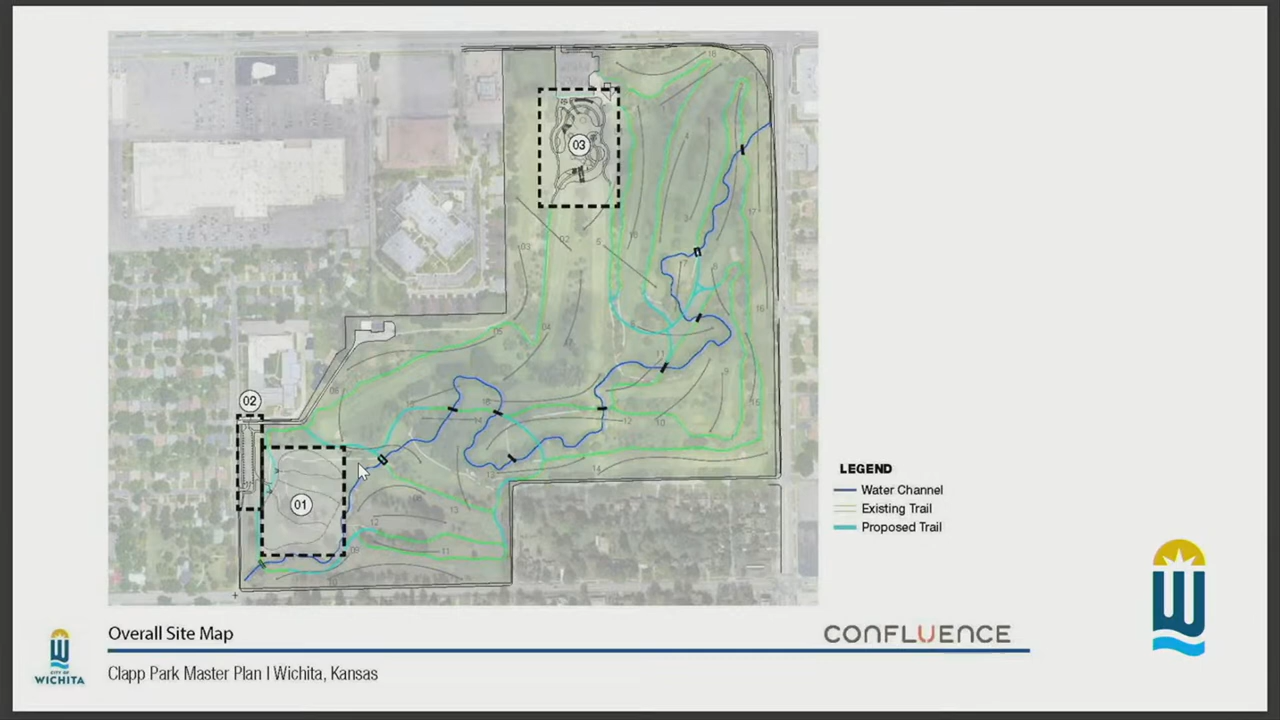 03
02
01
LEGEND
Water Channel
Existing Trail
Proposed Trail
Overall Site Map
CONFLUENCE
Clapp Park Master Plan I Wichita, Kansas
CITY OF
WICHITA